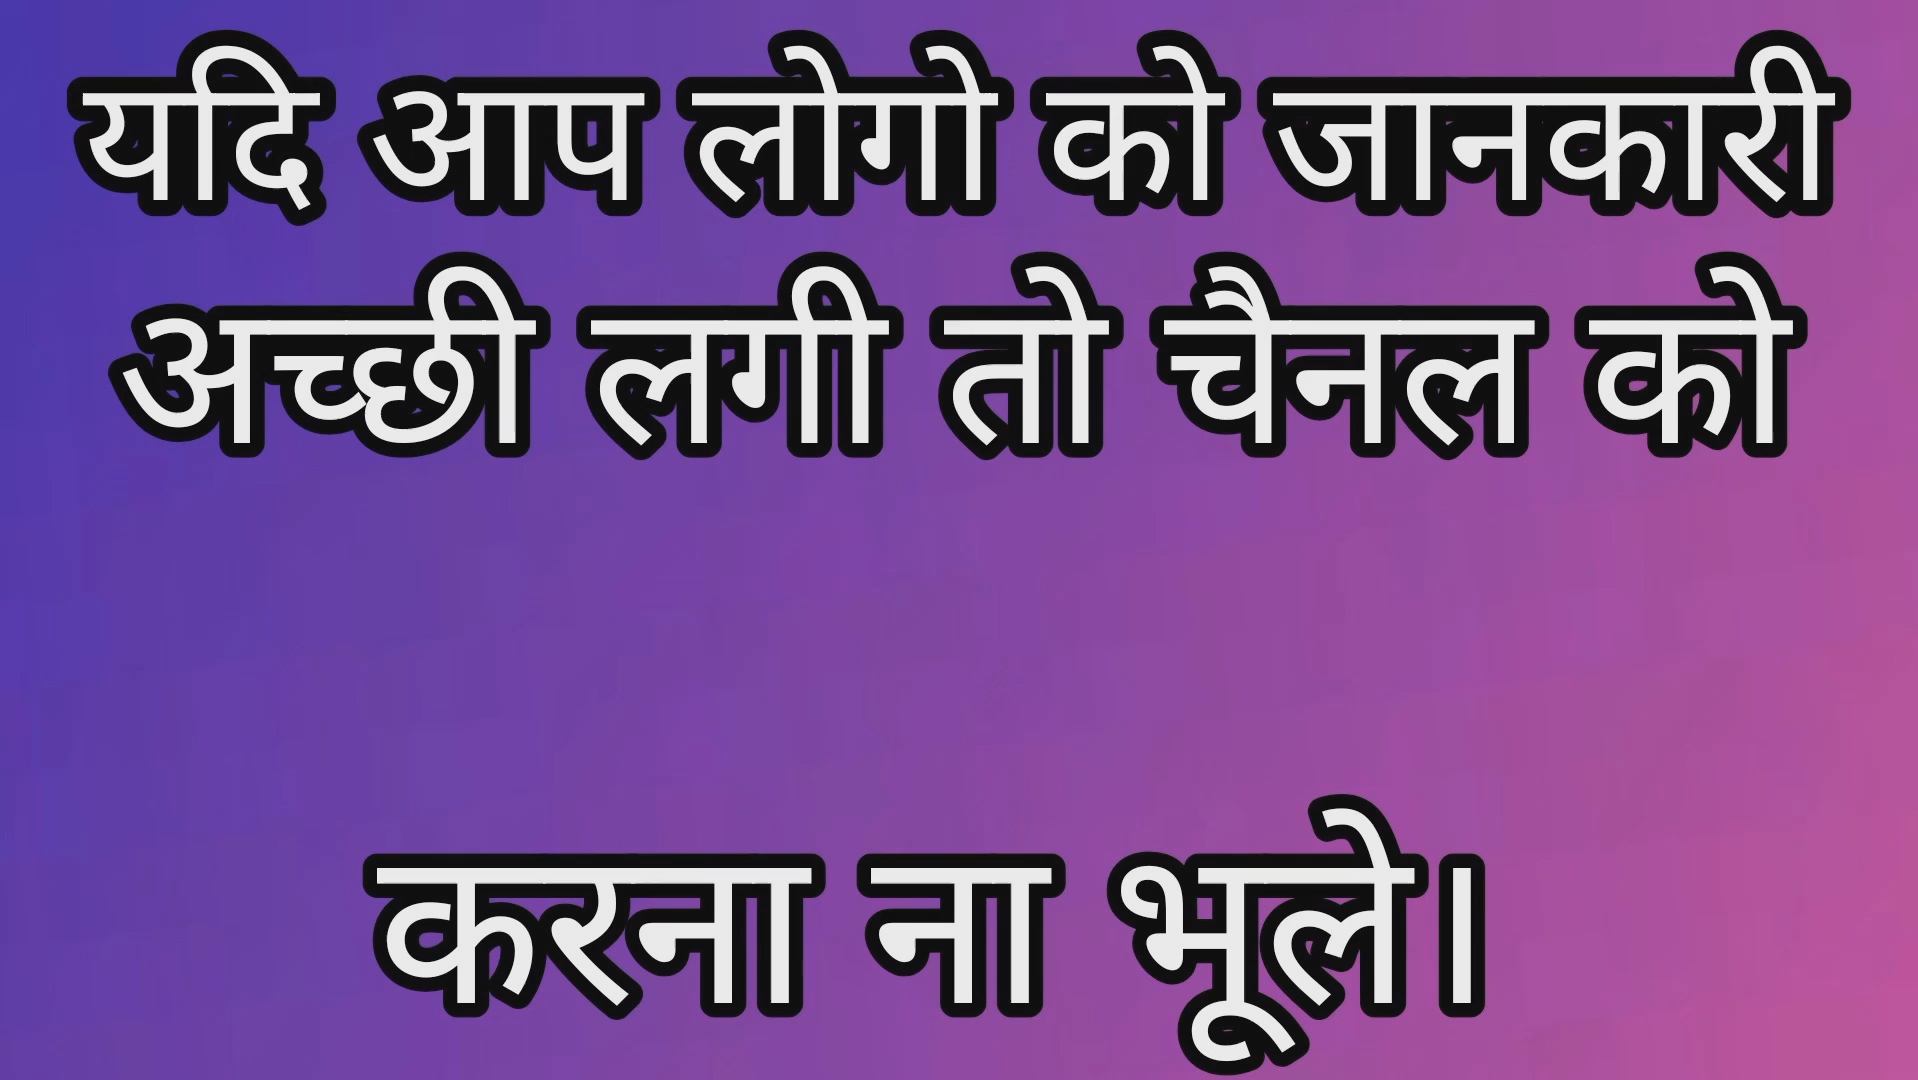 यदि आप लोगो को जानकारी
अच्छी लगी तो चैनल को
करना ना भूले।